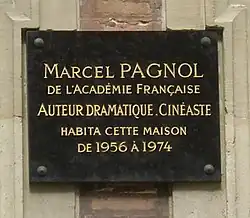 MARCEL PAGNOL
DE L'ACADÉMIE FRANÇAISE
AUTEUR DRAMATIQUE. CINÉASTE
HABITA CETTE MAISON
DE 1956 À 1974